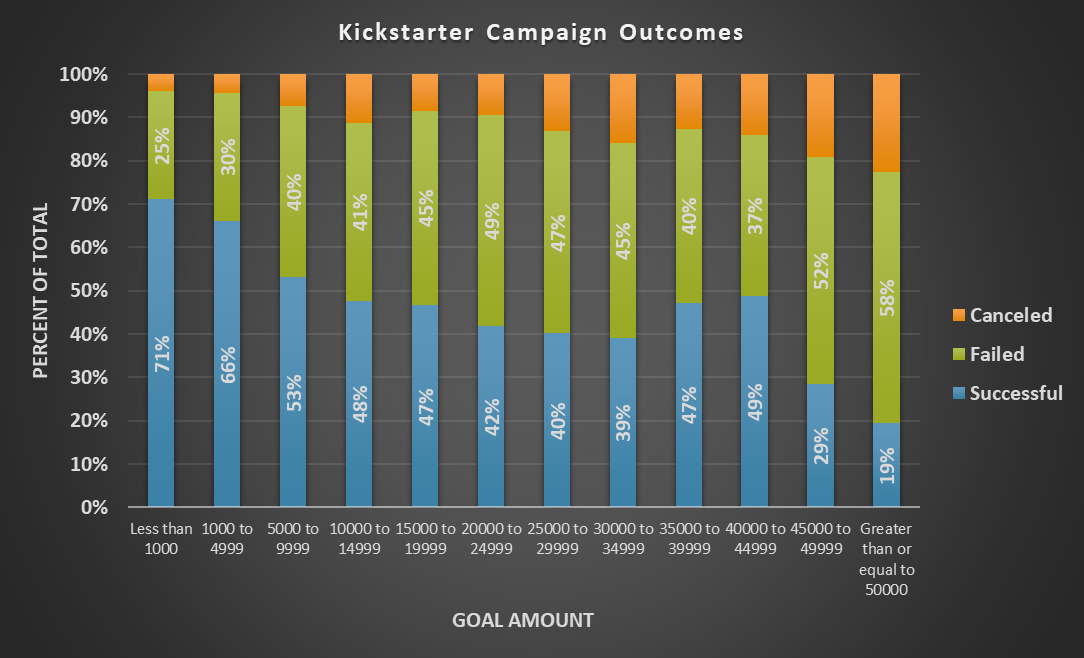 Kickstarter Campaign Outcomes
100%
90%
80%
70%
60%
50%
40%
30%
20%
10%
0%
PERCENT OF TOTAL
25%
30%
40%
41%
45%
49%
47%
45%
40%
37%
52%
58%
71%
66%
53%
48%
47%
42%
40%
39%
47%
49%
29%
19%
Less than
1000
1000 to
4999
5000 to
9999
10000 to
14999
15000 to
19999
20000 to
24999
25000 to
29999
30000 to
34999
35000 to
39999
40000 to
44999
45000 to
49999
Greater
than or
equal to
50000
GOAL AMOUNT
Canceled
Failed
Successful